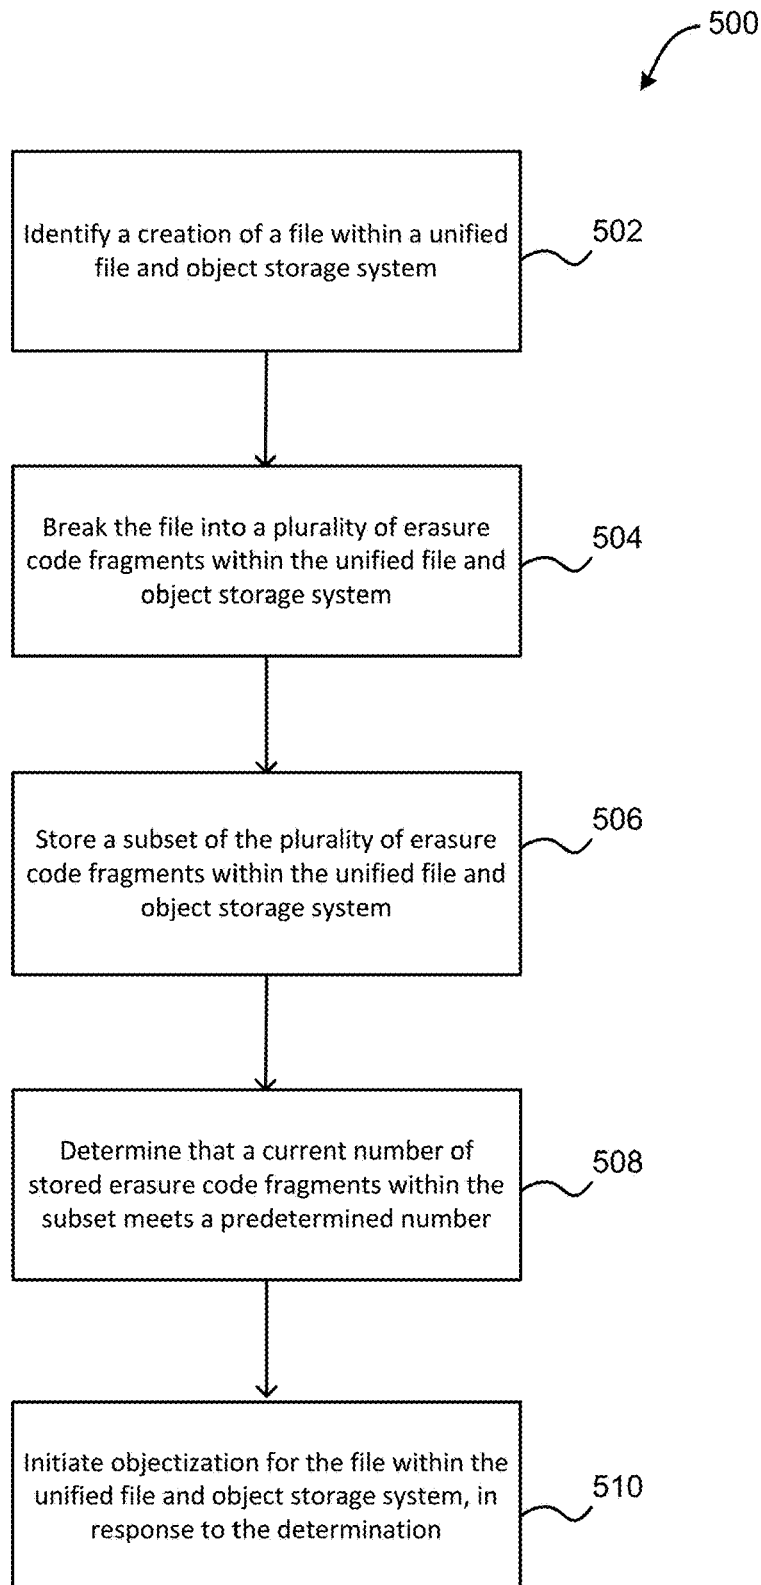 500
Identify a creation of a file within a unified
file and object storage system
502
Break the file into a plurality of erasure
code fragments within the unified file and
object storage system
504
Store a subset of the plurality of erasure
code fragments within the unified file and
object storage system
506
Determine that a current number of
stored erasure code fragments within the
subset meets a predetermined number
508
Initiate objectization for the file within the
unified file and object storage system, in
response to the determination
510